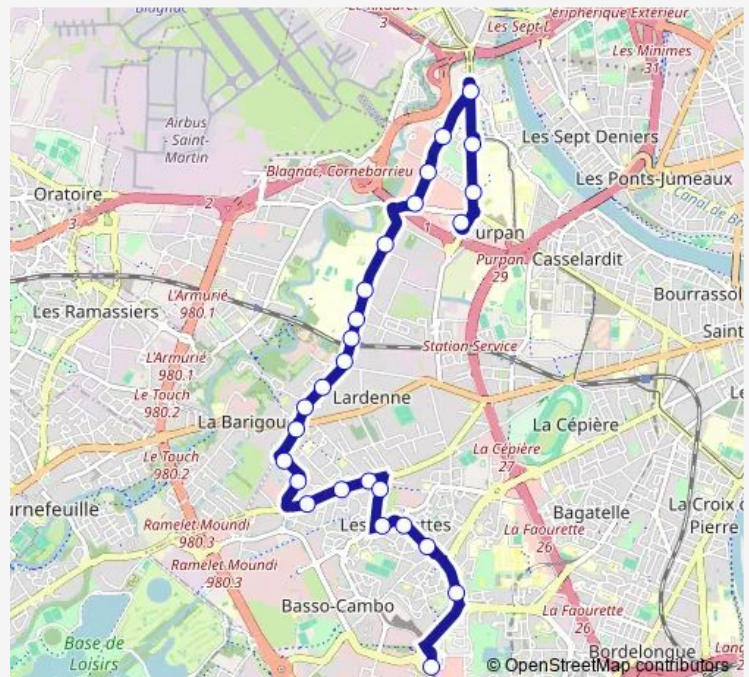 Blagnac
3
Périphérique Extérieur
Les Sept
1
Les Minimes
31
Airbus
- Saint-
Martin
Les Sept Deniers
Blagnac, Cornebarrieu
Les Ponts-Jumeaux
Oratoire
2
3
1
urpan
Purpan
29
Casselardit
Canal de
L'Armurié
980.1
Bourrassol
Les Ramassiers
Station Service
Saint
L'Armurié
980.1
Le Touch
980.2
Lardenne
La Barigou
La Cépière
Le Touch
980.2
La Cépière
27
urnefeuille
Bagatelle
La Croix d
Pierre
Ramelet Moundi
980.3
Les
ettes
La Faourette
26
Ramelet Moundi
980.3
Basso-Cambo
La Faourette
26
Base de
Loisirs
Bordelongue
© OpenStreetMap contributors